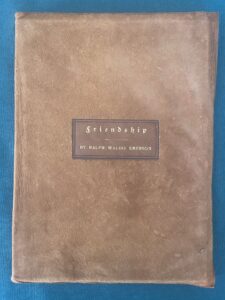 Friendship
BY RALPH WALDO EMERSON